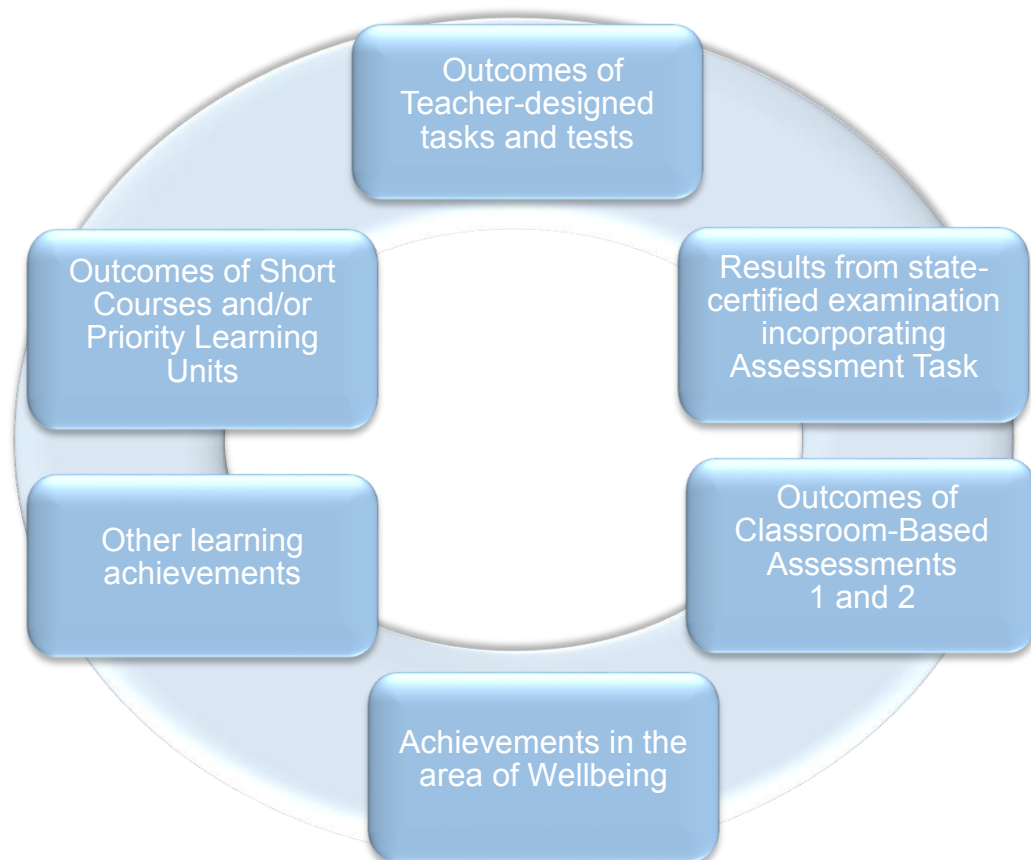 Outcomes of
Teacher-designed
tasks and tests
Results from state-
certified examination
incorporating
Assessment Task
Outcomes of
Classroom-Based
Assessments
1 and 2
Achievements in the
area of Wellbeing
Other learning
achievements
Outcomes of Short
Courses and/or
Priority Learning
Units